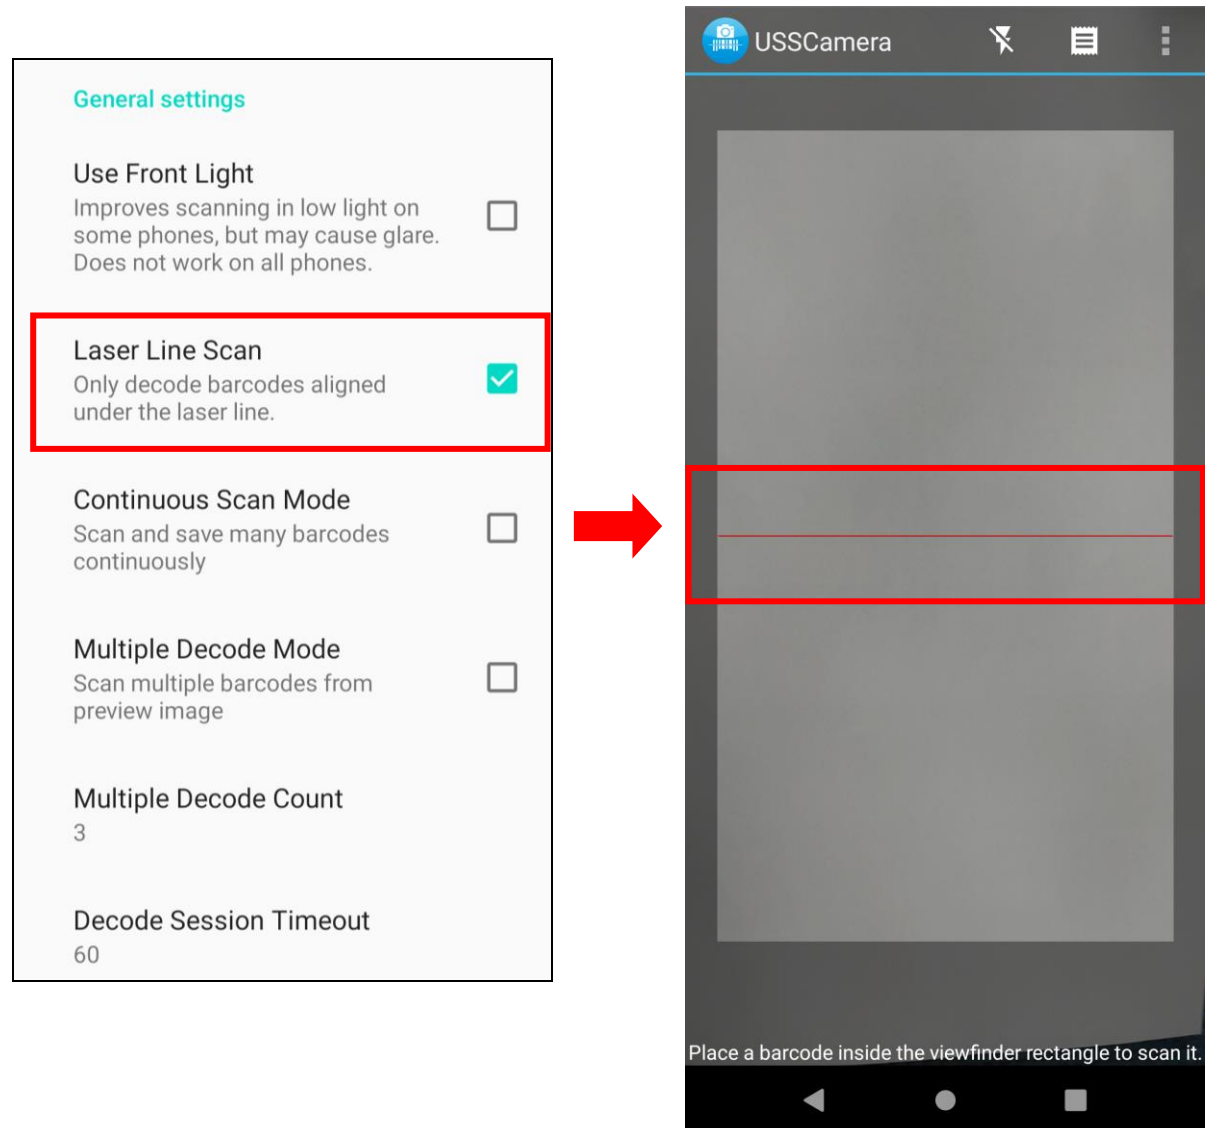 General settings
Use Front Light
Improves scanning in low light on
some phones, but may cause glare.
Does not work on all phones.
Laser Line Scan
Only decode barcodes aligned
under the laser line.
Continuous Scan Mode
Scan and save many barcodes
continuously
Multiple Decode Mode
Scan multiple barcodes from
preview image
Multiple Decode Count
3
Decode Session Timeout
60
USSCamera
Place a barcode inside the viewfinder rectangle to scan it.